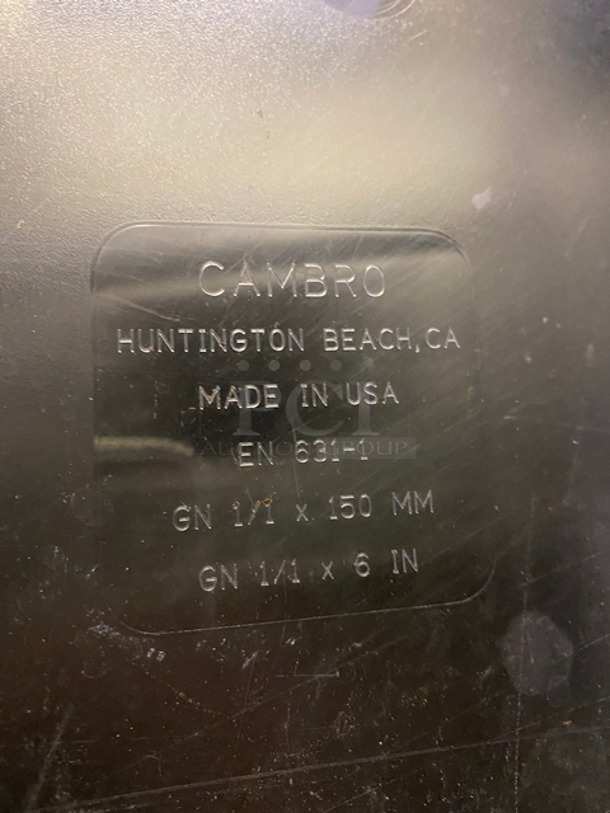 CAMBRO
HUNTINGTON BEACH, CA
MADE IN USA
EN 631-1
GN 1/1 x 150 MM
GN 1/1 x 6 IN